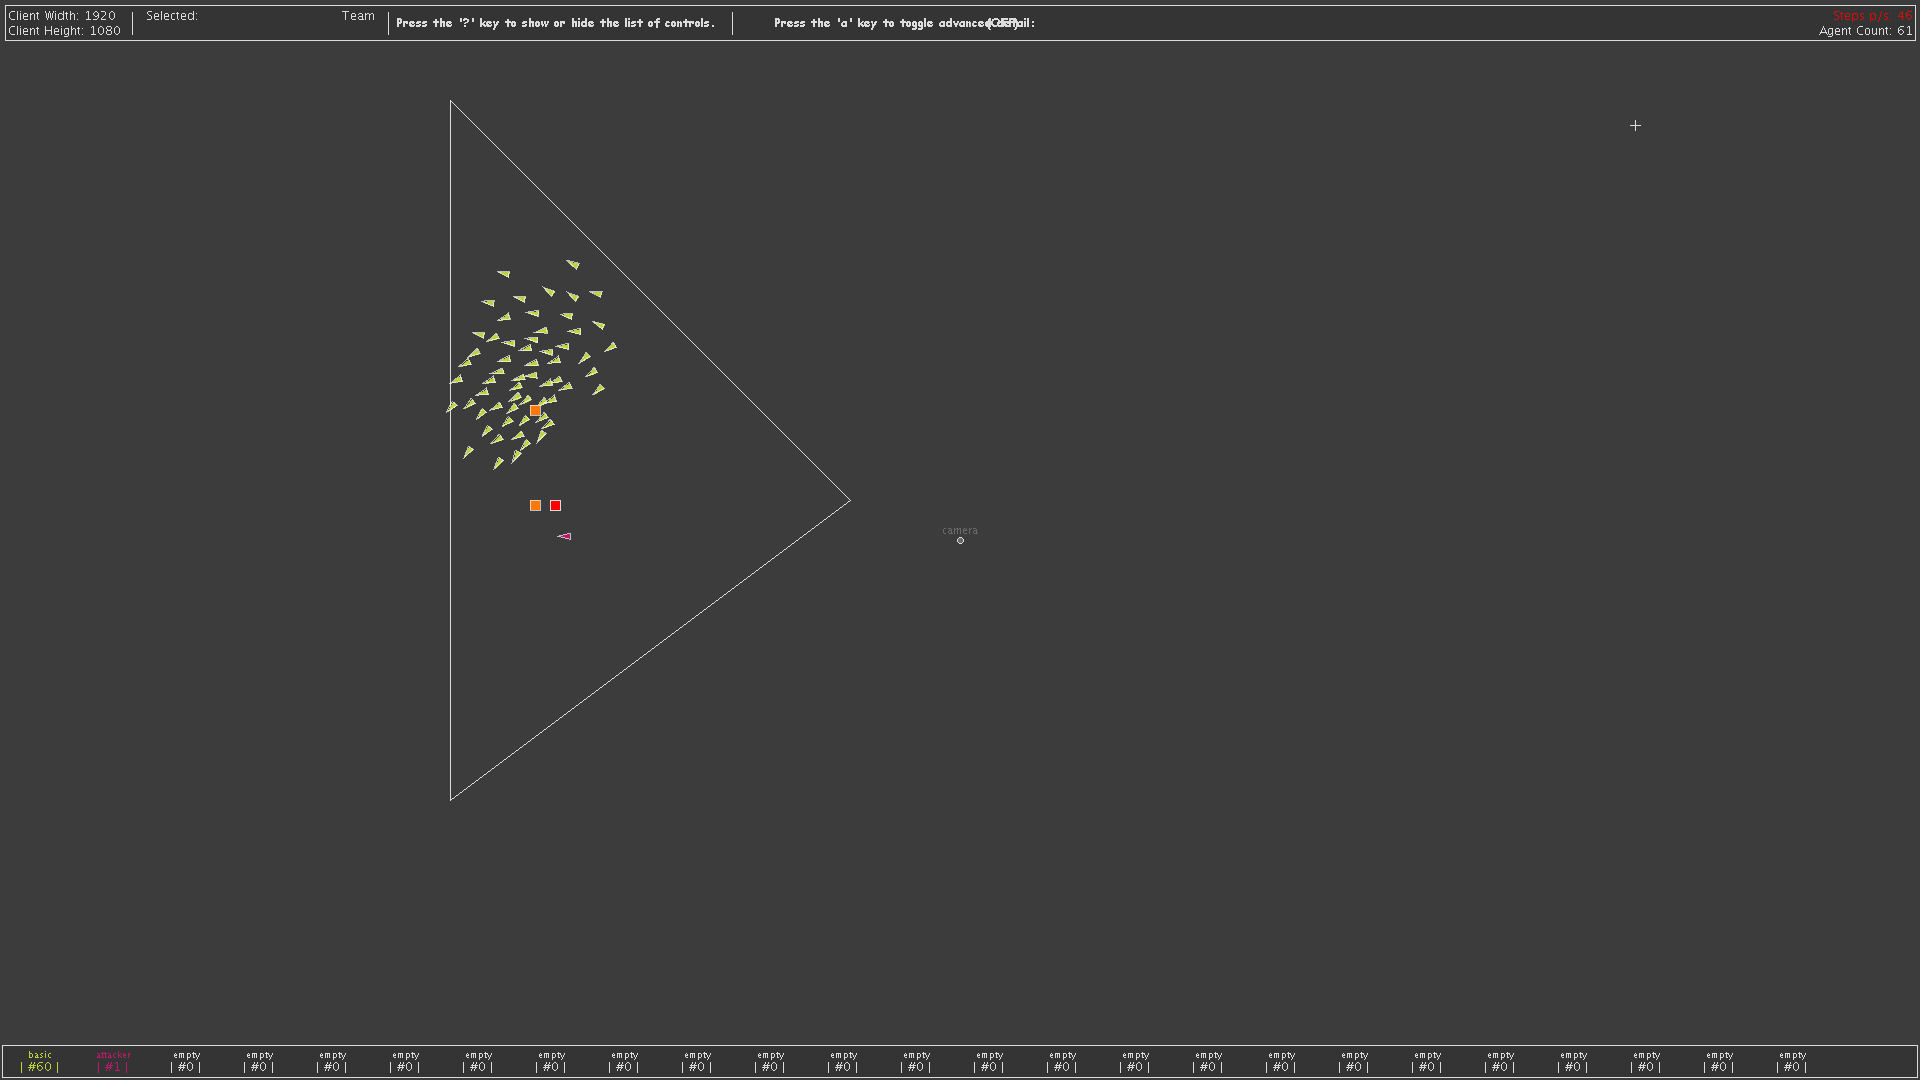 Client Width: 1920
Client Height: 1080
Selected:
Team
Press the '?' key to show or hide the list of controls.
Press the 'a' key to toggle advanced detail:
(OFF)
Steps p/s: 46
Agent Count: 61
camera
basic attacker empty empty empty empty empty empty empty empty empty empty empty empty empty empty empty empty empty empty empty empty empty empty empty
| #60 | | #1 | | #0 | | #0 | | #0 | | #0 | | #0 | | #0 | | #0 | | #0 | | #0 | | #0 | | #0 | | #0 | | #0 | | #0 | | #0 | | #0 | | #0 | | #0 | | #0 | | #0 | | #0 | | #0 | | #0 |